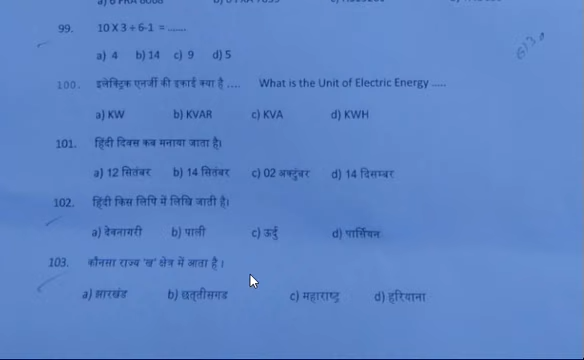 99. 10 X 3 ÷ 6-1 = ......
a) 4 b) 14 c) 9 d) 5
100. इलेक्ट्रिक एनर्जी की इकाई क्या है .... What is the Unit of Electric Energy .....
a) KW b) KVAR c) KVA d) KWH
101. हिंदी दिवस कब मनाया जाता है।
a) 12 सितंबर b) 14 सितंबर c) 02 अक्टुंबर d) 14 दिसम्बर
102. हिंदी किस लिपि में लिखि जाती है।
a) देवनागरी b) पाली c) उर्दु d) पार्सियन
103. कौनसा राज्य 'ख' क्षेत्र में आता है ।
a) झारखंड b) छत्तीसगड c) महाराष्ट्र d) हरियाना